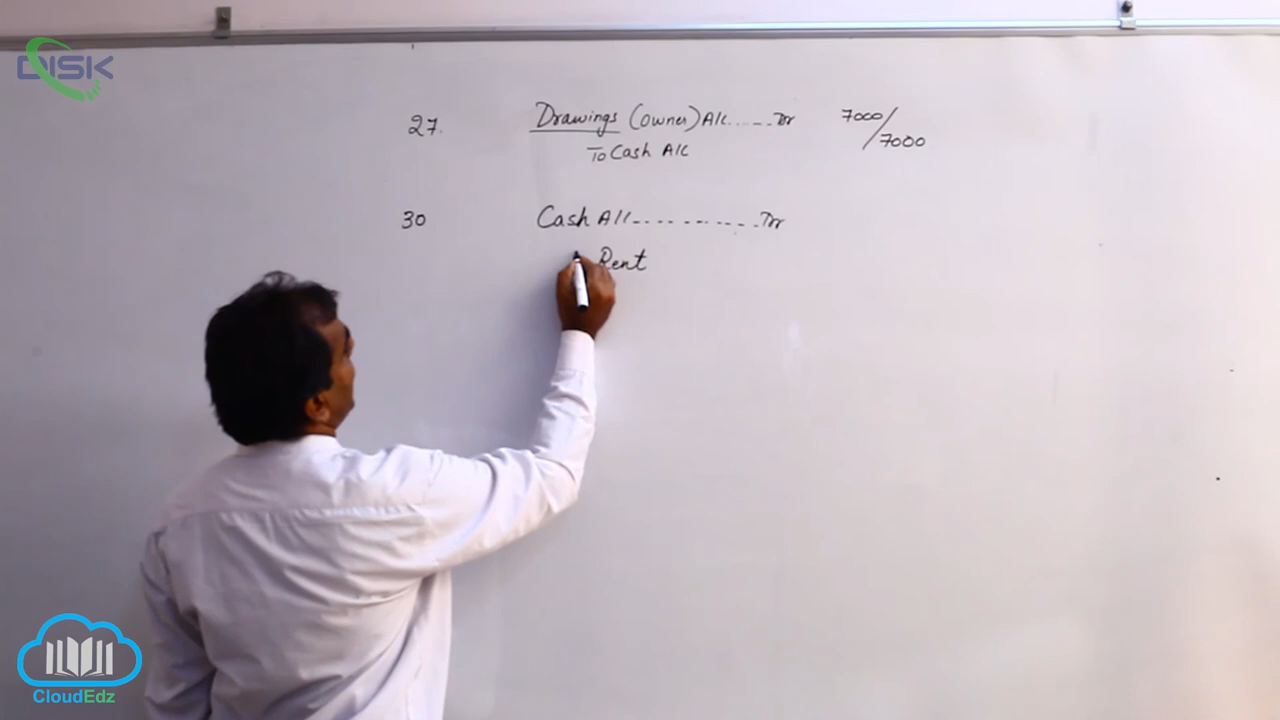 DISK
27. Drawings (owner) A/c......Dr 7000/7000
To Cash A/c
30 Cash A/c............Dr
Rent
CloudEdz